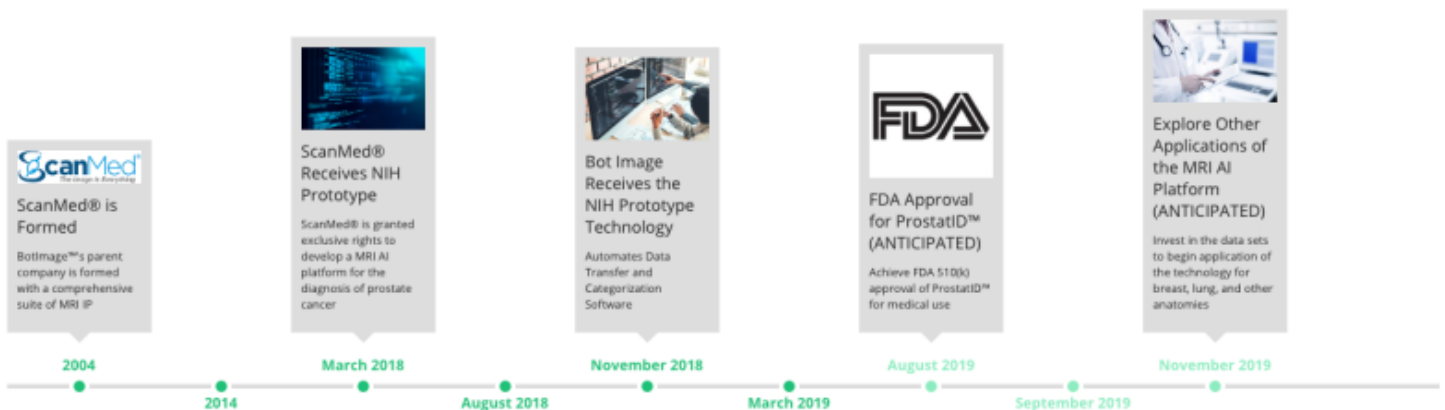 ScanMed®
The Image is Everything
ScanMed® is
Formed
BotImage™'s parent
company is formed
with a comprehensive
suite of MRI IP
2004
2014
ScanMed®
Receives NIH
Prototype
ScanMed® is granted
exclusive rights to
develop a MRI AI
platform for the
diagnosis of prostate
cancer
March 2018
August 2018
Bot Image
Receives the
NIH Prototype
Technology
Automates Data
Transfer and
Categorization
Software
November 2018
March 2019
FDA
FDA Approval
for ProstatID™
(ANTICIPATED)
Achieve FDA 510(k)
approval of ProstatID™
for medical use
August 2019
September 2019
Explore Other
Applications of
the MRI AI
Platform
(ANTICIPATED)
Invest in the data sets
to begin application of
the technology for
breast, lung, and other
anatomies
November 2019